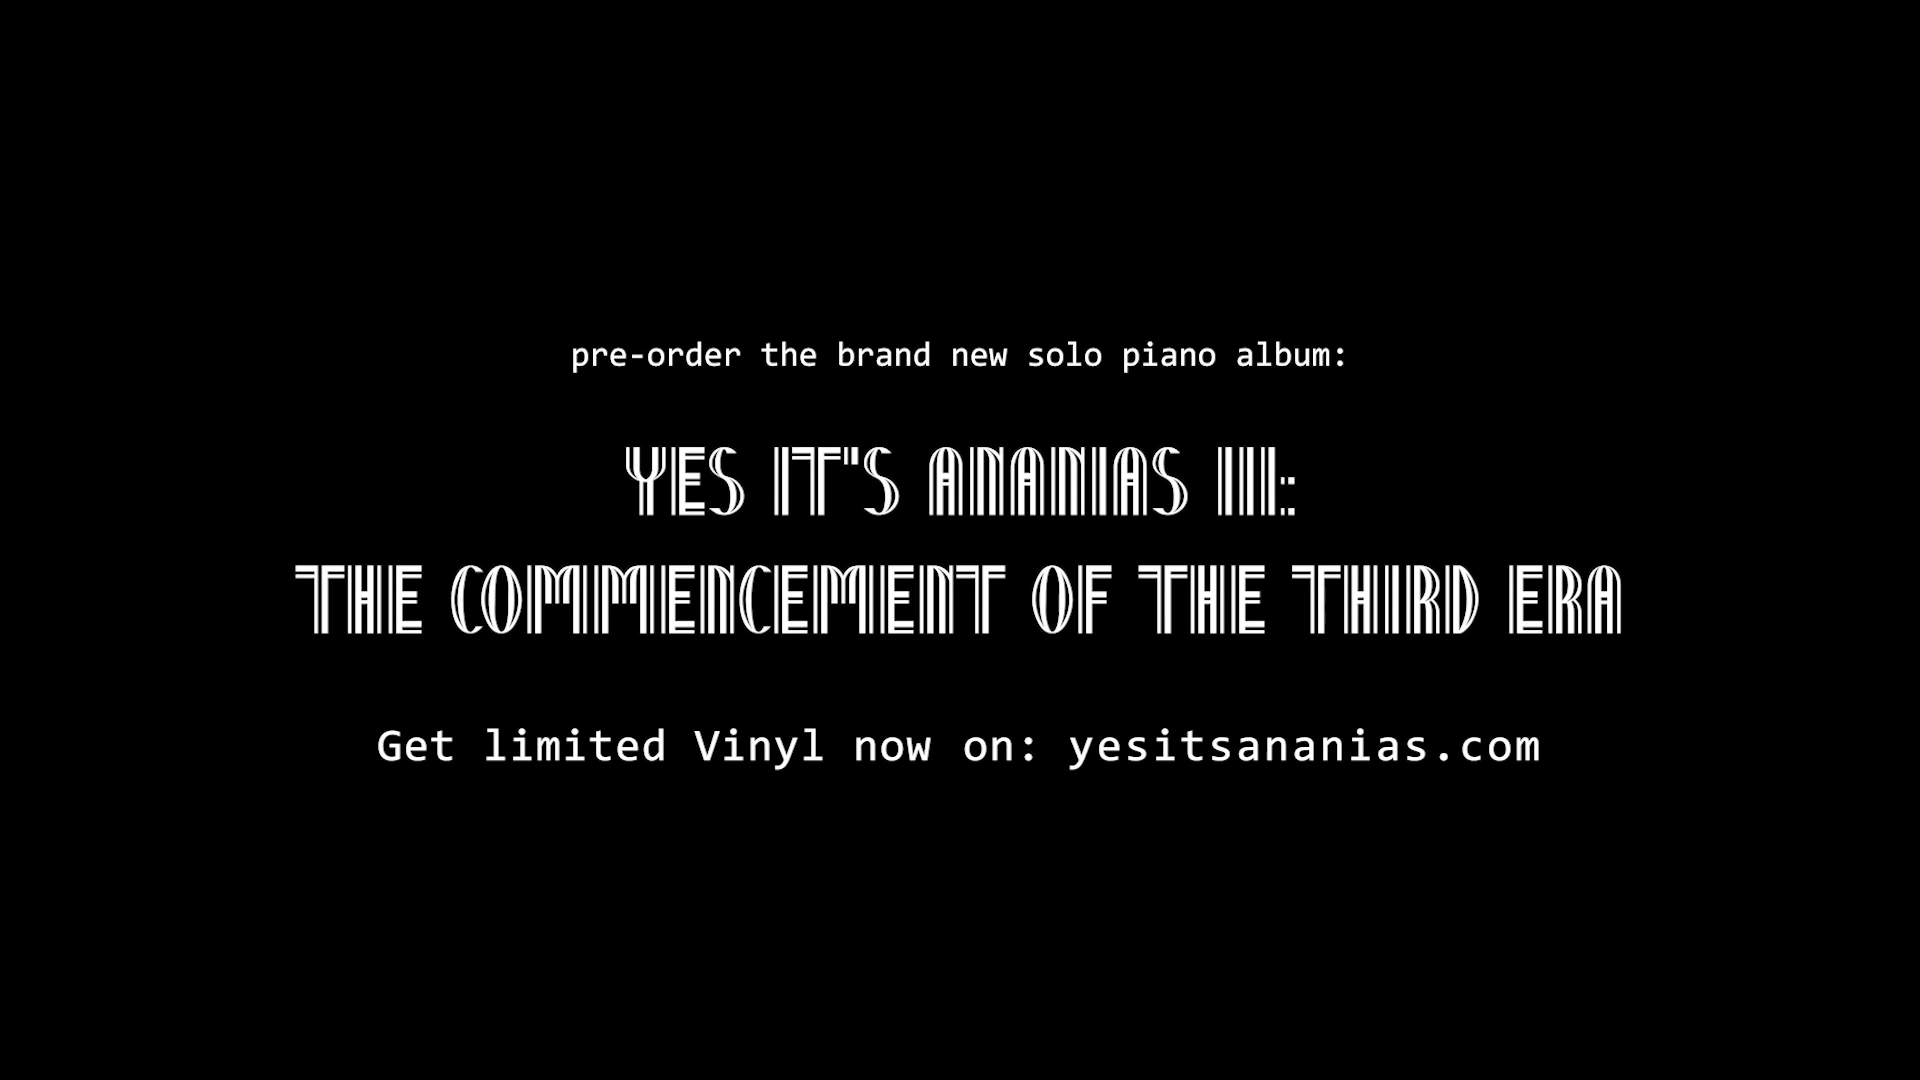 pre-order the brand new solo piano album:
YES IT'S ANANIAS III:
THE COMMENCEMENT OF THE THIRD ERA
Get limited Vinyl now on: yesitsananias.com